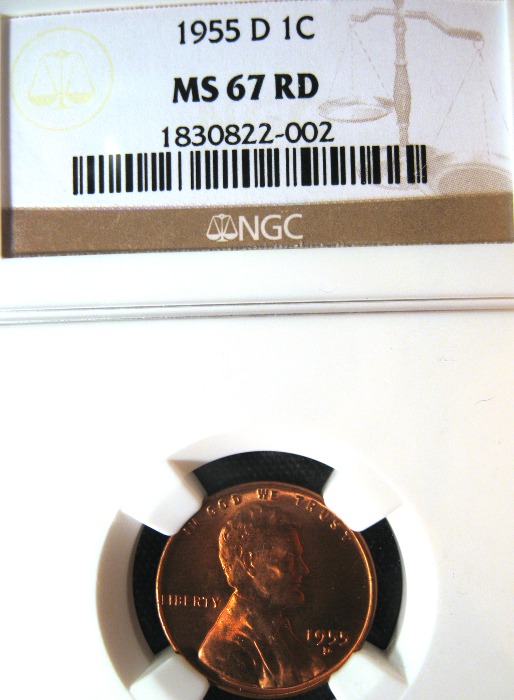 1955 D 1C
MS 67 RD
1830822-002
NGC
IN GOD WE TRUST
LIBERTY
1955
D